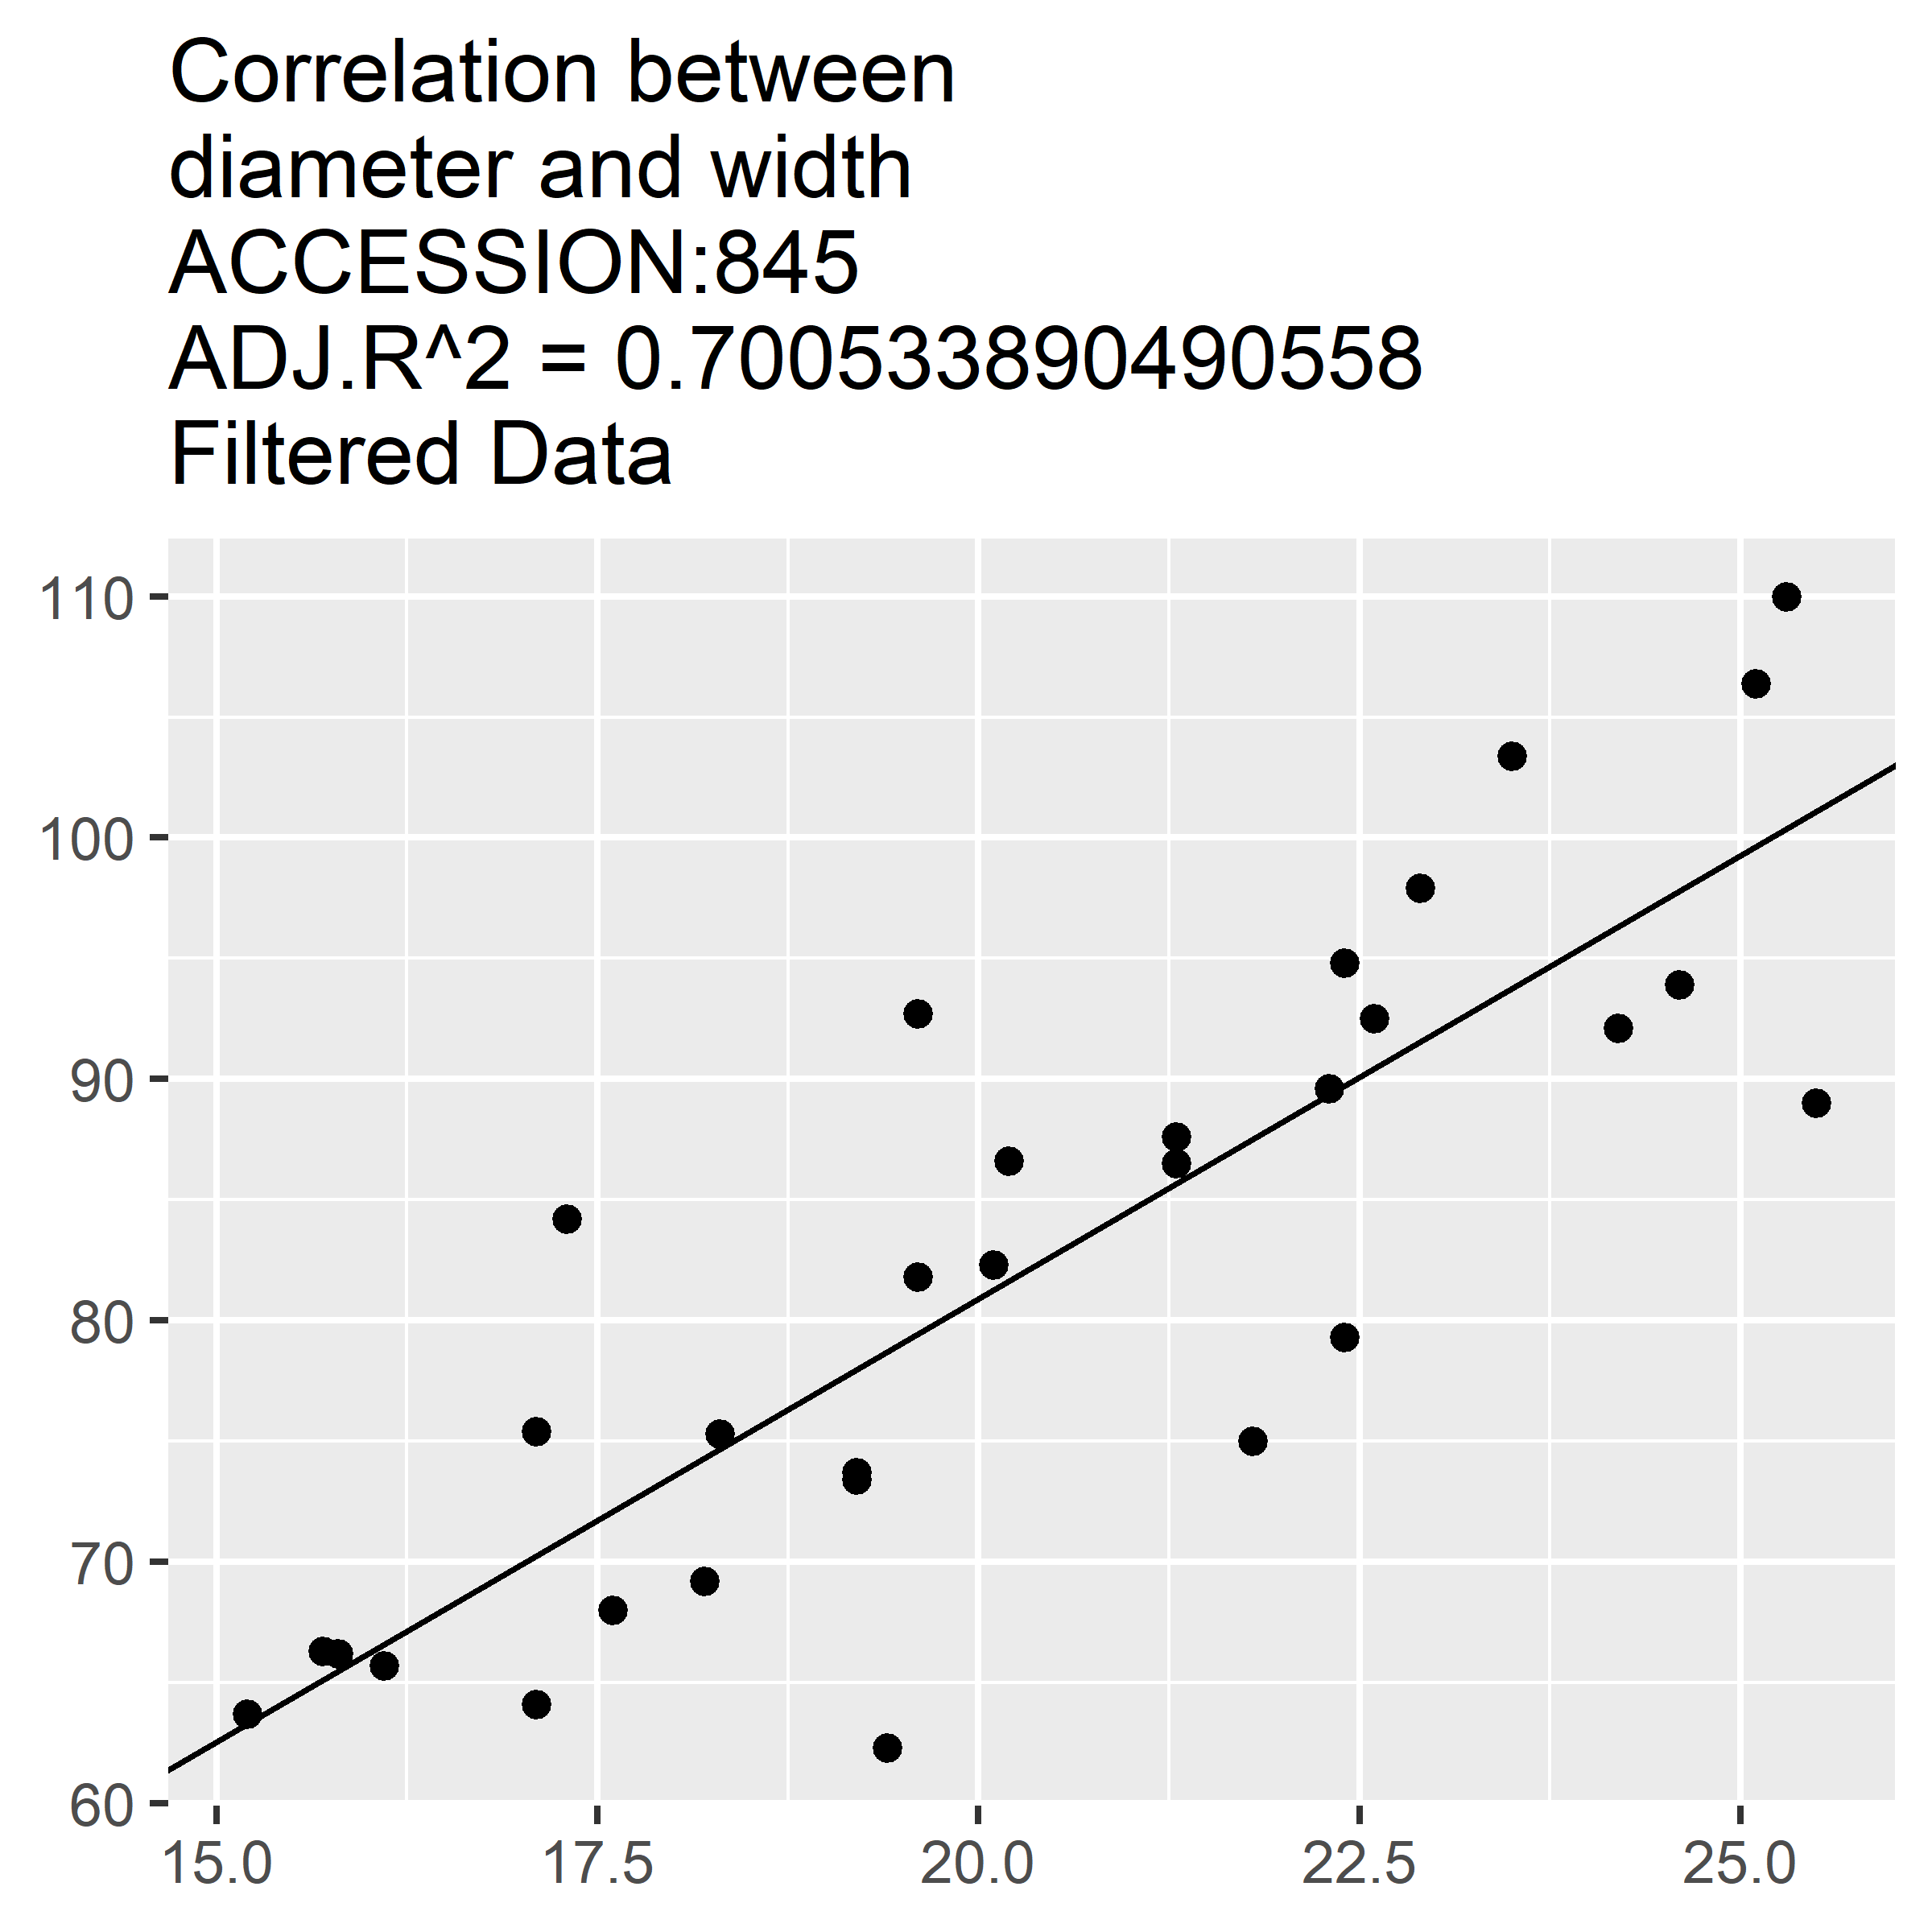 Correlation between
diameter and width
ACCESSION:845
ADJ.R^2 = 0.700533890490558
Filtered Data
110
100
90
80
70
60
15.0 17.5 20.0 22.5 25.0